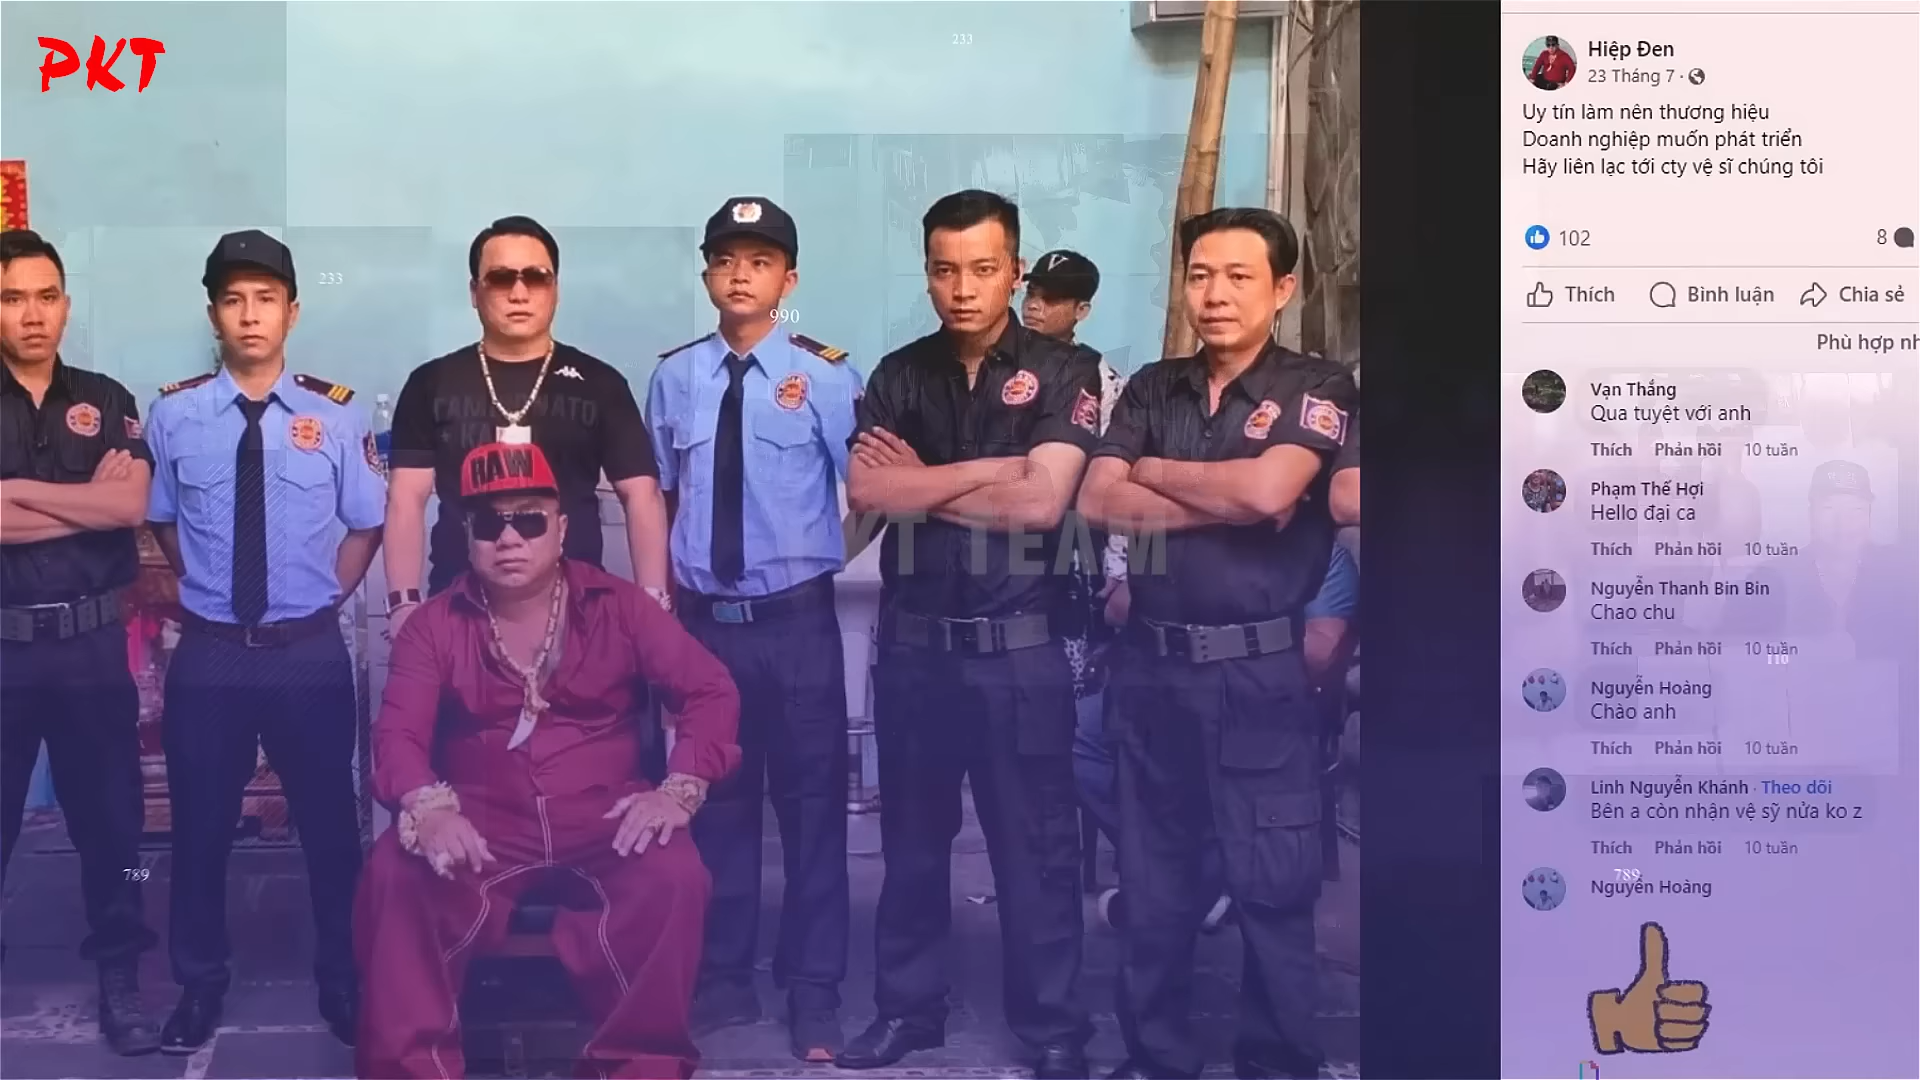 PKT
233
233
990
RAW
KT TEAM
789
Hiệp Đen
23 Tháng 7 ·
Uy tín làm nên thương hiệu
Doanh nghiệp muốn phát triển
Hãy liên lạc tới cty vệ sĩ chúng tôi
102
8
Thích Bình luận Chia sẻ
Phù hợp nh
Vạn Thắng
Qua tuyệt với anh
Thích Phản hồi 10 tuần
Phạm Thế Hợi
Hello đại ca
Thích Phản hồi 10 tuần
Nguyễn Thanh Bin Bin
Chao chu
Thích Phản hồi 10 tuần
110
Nguyễn Hoàng
Chào anh
Thích Phản hồi 10 tuần
Linh Nguyễn Khánh · Theo dõi
Bên a còn nhận vệ sỹ nửa ko z
Thích Phản hồi 10 tuần
789
Nguyễn Hoàng